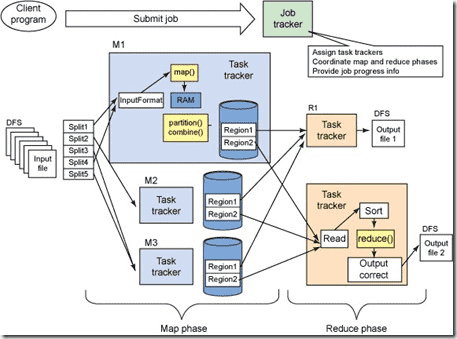 Client
program
Submit job
Job
tracker
Assign task trackers
Coordinate map and reduce phases
Provide job progress info
M1
Task
tracker
map()
InputFormat
RAM
partition()
combine()
Region1
Region2
DFS
Input
file
Split1
Split2
Split3
Split4
Split5
M2
Task
tracker
Region1
Region2
M3
Task
tracker
Region1
Region2
R1
Task
tracker
DFS
Output
file 1
Task
tracker
Sort
Read
reduce()
Output
correct
DFS
Output
file 2
Map phase
Reduce phase